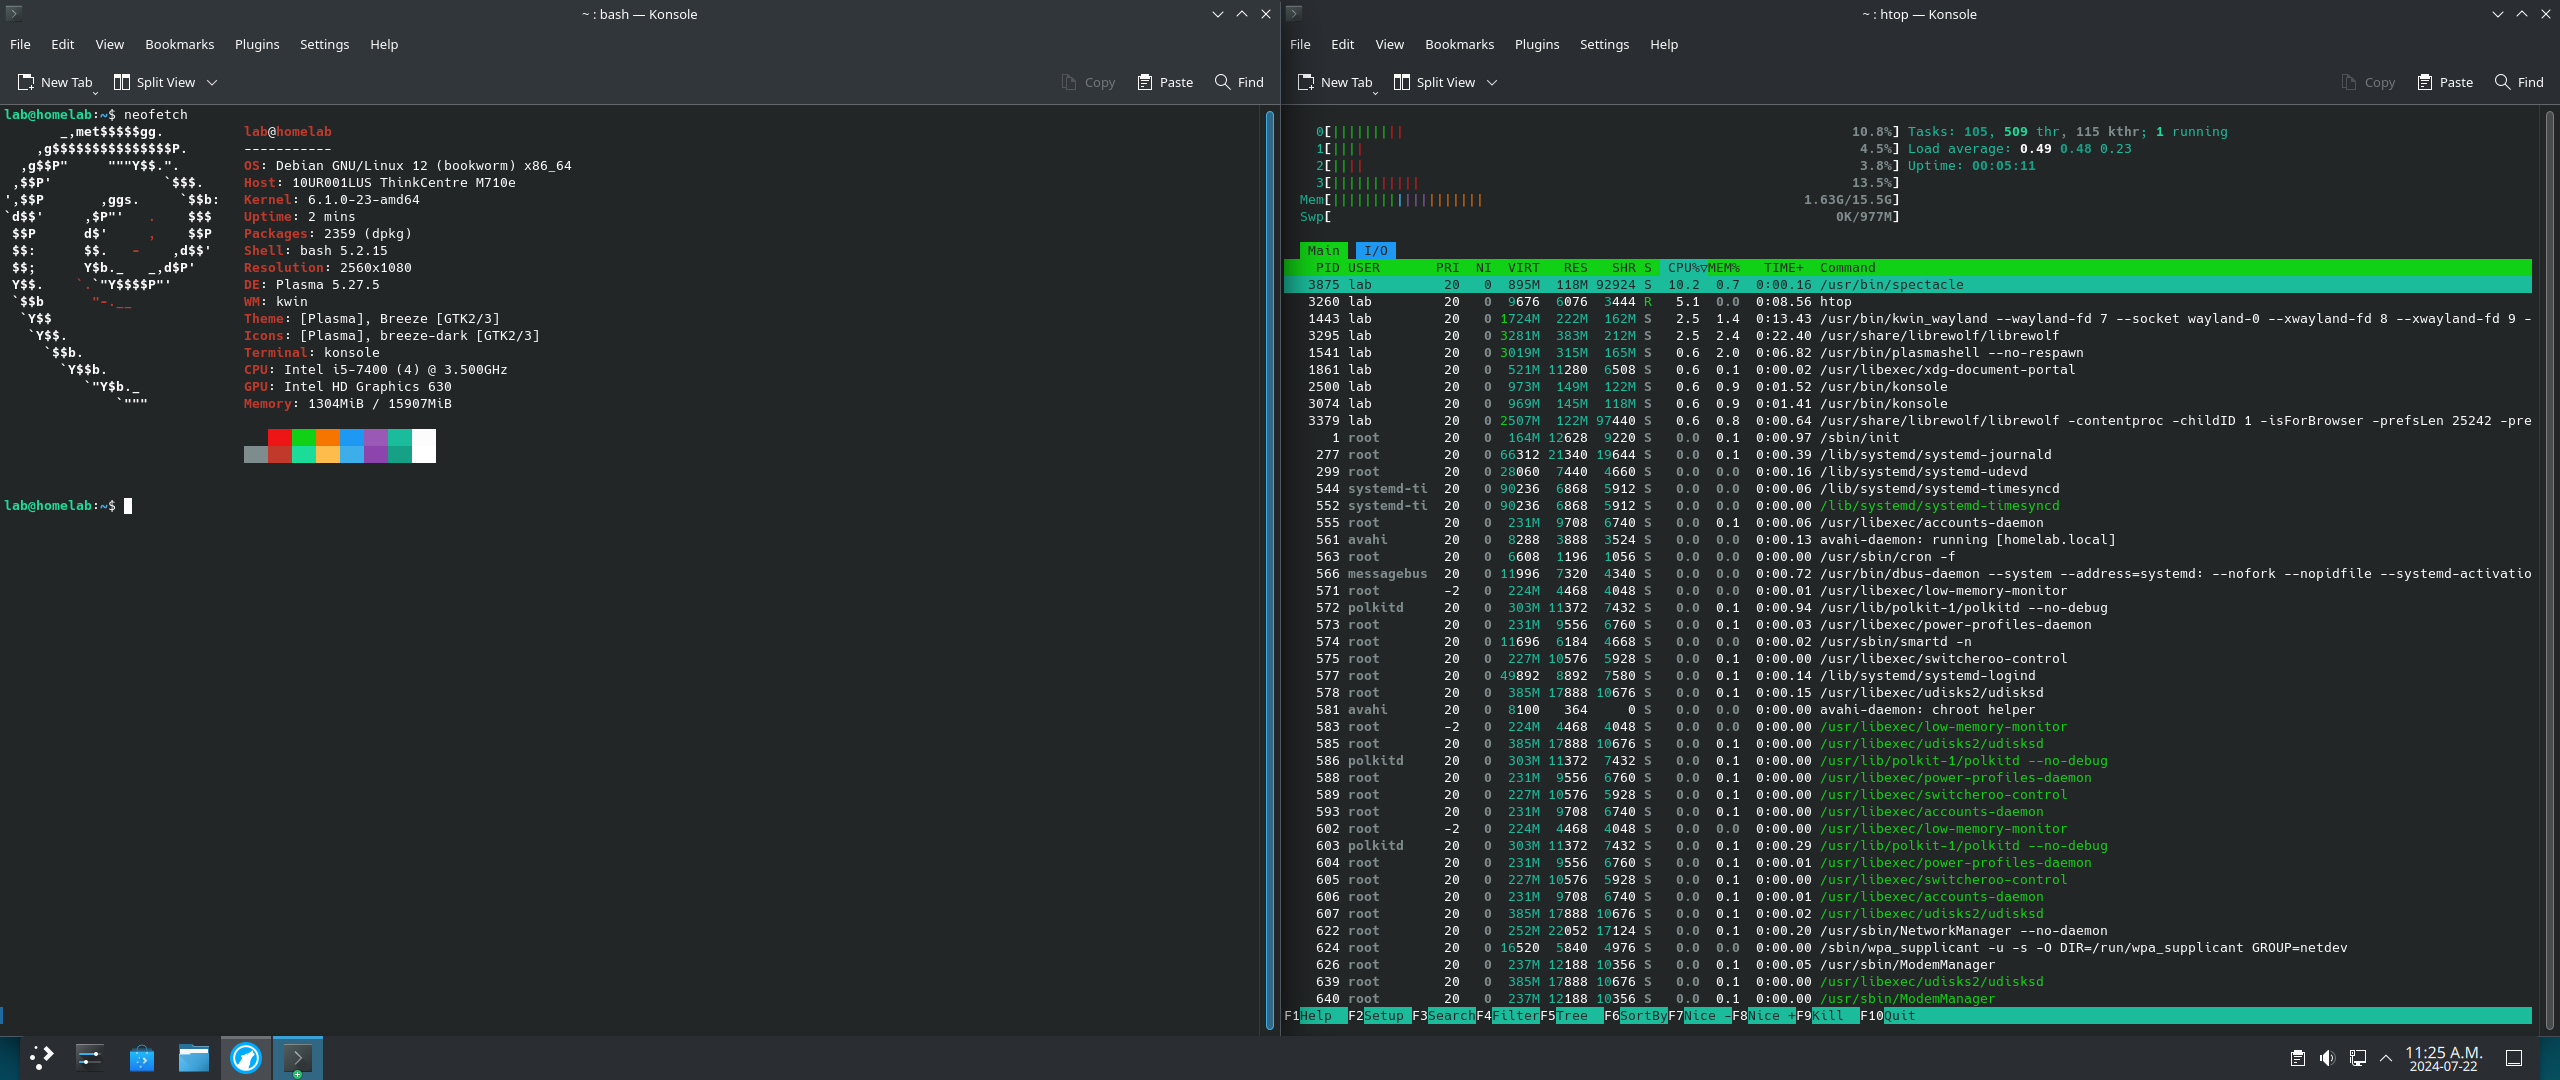 ~ : bash — Konsole
File Edit View Bookmarks Plugins Settings Help
New Tab Split View Copy Paste Find
lab@homelab:~$ neofetch
_,met$$$$$gg.
,g$$$$$$$$$$$$$$$P.
,g$$P" """Y$$.".
,$$P' `$$$.
',$$P ,ggs. `$$b:
`d$$' ,$P"' . $$$
$$P d$' , $$P
$$: $$. - ,d$$'
$$; Y$b._ _,d$P'
Y$$. `.`"Y$$$$P"'
`$$b "-.__
`Y$$
`Y$$.
`$$b.
`Y$$b.
`"Y$b._
`"""
lab@homelab
-----------
OS: Debian GNU/Linux 12 (bookworm) x86_64
Host: 10UR001LUS ThinkCentre M710e
Kernel: 6.1.0-23-amd64
Uptime: 2 mins
Packages: 2359 (dpkg)
Shell: bash 5.2.15
Resolution: 2560x1080
DE: Plasma 5.27.5
WM: kwin
Theme: [Plasma], Breeze [GTK2/3]
Icons: [Plasma], breeze-dark [GTK2/3]
Terminal: konsole
CPU: Intel i5-7400 (4) @ 3.500GHz
GPU: Intel HD Graphics 630
Memory: 1304MiB / 15907MiB
lab@homelab:~$
~ : htop — Konsole
File Edit View Bookmarks Plugins Settings Help
New Tab Split View Copy Paste Find
0[|||||||||10.8%] Tasks: 105, 509 thr, 115 kthr; 1 running
1[||||4.5%] Load average: 0.49 0.48 0.23
2[||||3.8%] Uptime: 00:05:11
3[|||||||||||13.5%]
Mem[|||||||||||||||||||1.63G/15.5G]
Swp[0K/977M]
Main I/O
PID USER PRI NI VIRT RES SHR S CPU%▽MEM% TIME+ Command
3875 lab 20 0 895M 118M 92924 S 10.2 0.7 0:00.16 /usr/bin/spectacle
3260 lab 20 0 9676 6076 3444 R 5.1 0.0 0:08.56 htop
1443 lab 20 0 1724M 222M 162M S 2.5 1.4 0:13.43 /usr/bin/kwin_wayland --wayland-fd 7 --socket wayland-0 --xwayland-fd 8 --xwayland-fd 9 -
3295 lab 20 0 3281M 383M 212M S 2.5 2.4 0:22.40 /usr/share/librewolf/librewolf
1541 lab 20 0 3019M 315M 165M S 0.6 2.0 0:06.82 /usr/bin/plasmashell --no-respawn
1861 lab 20 0 521M 11280 6508 S 0.6 0.1 0:00.02 /usr/libexec/xdg-document-portal
2500 lab 20 0 973M 149M 122M S 0.6 0.9 0:01.52 /usr/bin/konsole
3074 lab 20 0 969M 145M 118M S 0.6 0.9 0:01.41 /usr/bin/konsole
3379 lab 20 0 2507M 122M 97440 S 0.6 0.8 0:00.64 /usr/share/librewolf/librewolf -contentproc -childID 1 -isForBrowser -prefsLen 25242 -pre
1 root 20 0 164M 12628 9220 S 0.0 0.1 0:00.97 /sbin/init
277 root 20 0 66312 21340 19644 S 0.0 0.1 0:00.39 /lib/systemd/systemd-journald
299 root 20 0 28060 7440 4660 S 0.0 0.0 0:00.16 /lib/systemd/systemd-udevd
544 systemd-ti 20 0 90236 6868 5912 S 0.0 0.0 0:00.06 /lib/systemd/systemd-timesyncd
552 systemd-ti 20 0 90236 6868 5912 S 0.0 0.0 0:00.00 /lib/systemd/systemd-timesyncd
555 root 20 0 231M 9708 6740 S 0.0 0.1 0:00.06 /usr/libexec/accounts-daemon
561 avahi 20 0 8288 3888 3524 S 0.0 0.0 0:00.13 avahi-daemon: running [homelab.local]
563 root 20 0 6608 1196 1056 S 0.0 0.0 0:00.00 /usr/sbin/cron -f
566 messagebus 20 0 11996 7320 4340 S 0.0 0.0 0:00.72 /usr/bin/dbus-daemon --system --address=systemd: --nofork --nopidfile --systemd-activatio
571 root -2 0 224M 4468 4048 S 0.0 0.0 0:00.01 /usr/libexec/low-memory-monitor
572 polkitd 20 0 303M 11372 7432 S 0.0 0.1 0:00.94 /usr/lib/polkit-1/polkitd --no-debug
573 root 20 0 231M 9556 6760 S 0.0 0.1 0:00.03 /usr/libexec/power-profiles-daemon
574 root 20 0 11696 6184 4668 S 0.0 0.0 0:00.02 /usr/sbin/smartd -n
575 root 20 0 227M 10576 5928 S 0.0 0.1 0:00.00 /usr/libexec/switcheroo-control
577 root 20 0 49892 8892 7580 S 0.0 0.1 0:00.14 /lib/systemd/systemd-logind
578 root 20 0 385M 17888 10676 S 0.0 0.1 0:00.15 /usr/libexec/udisks2/udisksd
581 avahi 20 0 8100 364 0 S 0.0 0.0 0:00.00 avahi-daemon: chroot helper
583 root -2 0 224M 4468 4048 S 0.0 0.0 0:00.00 /usr/libexec/low-memory-monitor
585 root 20 0 385M 17888 10676 S 0.0 0.1 0:00.00 /usr/libexec/udisks2/udisksd
586 polkitd 20 0 303M 11372 7432 S 0.0 0.1 0:00.00 /usr/lib/polkit-1/polkitd --no-debug
588 root 20 0 231M 9556 6760 S 0.0 0.1 0:00.00 /usr/libexec/power-profiles-daemon
589 root 20 0 227M 10576 5928 S 0.0 0.1 0:00.00 /usr/libexec/switcheroo-control
593 root 20 0 231M 9708 6740 S 0.0 0.1 0:00.00 /usr/libexec/accounts-daemon
602 root -2 0 224M 4468 4048 S 0.0 0.0 0:00.00 /usr/libexec/low-memory-monitor
603 polkitd 20 0 303M 11372 7432 S 0.0 0.1 0:00.29 /usr/lib/polkit-1/polkitd --no-debug
604 root 20 0 231M 9556 6760 S 0.0 0.1 0:00.01 /usr/libexec/power-profiles-daemon
605 root 20 0 227M 10576 5928 S 0.0 0.1 0:00.00 /usr/libexec/switcheroo-control
606 root 20 0 231M 9708 6740 S 0.0 0.1 0:00.01 /usr/libexec/accounts-daemon
607 root 20 0 385M 17888 10676 S 0.0 0.1 0:00.02 /usr/libexec/udisks2/udisksd
622 root 20 0 252M 22052 17124 S 0.0 0.1 0:00.20 /usr/sbin/NetworkManager --no-daemon
624 root 20 0 16520 5840 4976 S 0.0 0.0 0:00.00 /sbin/wpa_supplicant -u -s -O DIR=/run/wpa_supplicant GROUP=netdev
626 root 20 0 237M 12188 10356 S 0.0 0.1 0:00.05 /usr/sbin/ModemManager
639 root 20 0 385M 17888 10676 S 0.0 0.1 0:00.00 /usr/libexec/udisks2/udisksd
640 root 20 0 237M 12188 10356 S 0.0 0.1 0:00.00 /usr/sbin/ModemManager
F1Help F2Setup F3SearchF4FilterF5Tree F6SortByF7Nice -F8Nice +F9Kill F10Quit
11:25 A.M.
2024-07-22